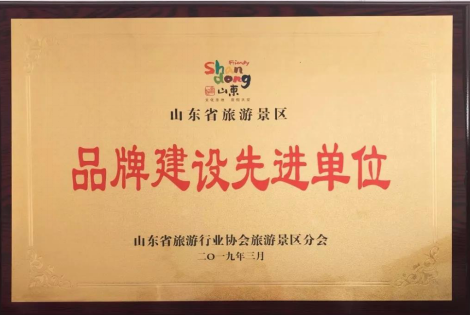 Friendly
Shandong
山東
山东省旅游景区
品牌建设先进单位
山东省旅游行业协会旅游景区分会
二〇一九年三月